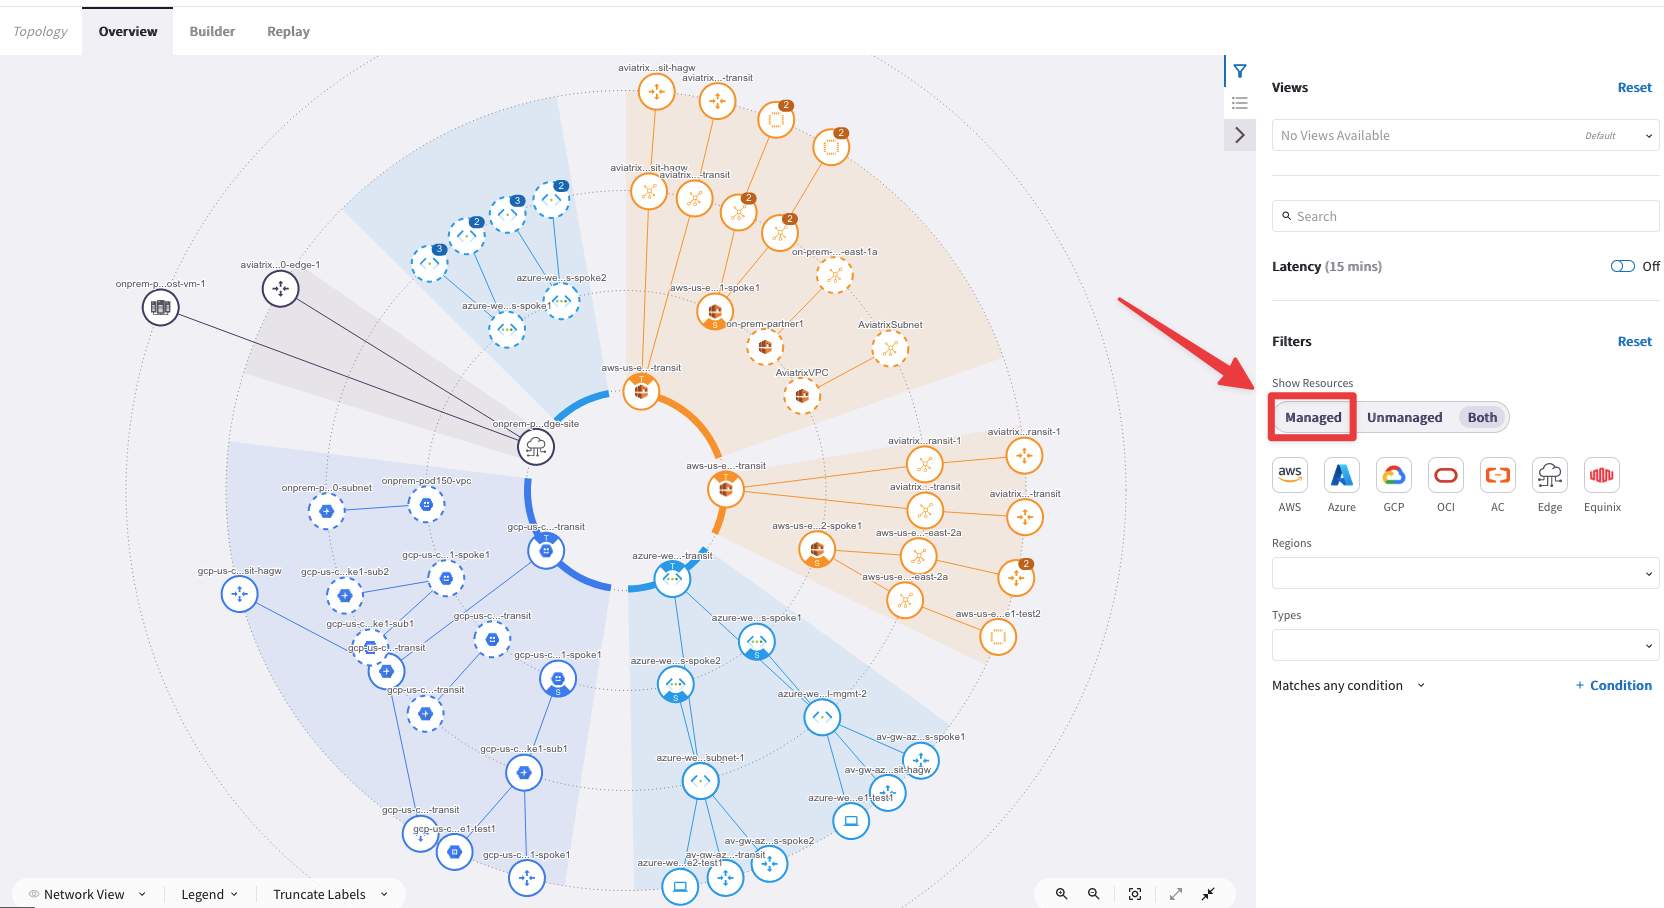 Topology
Overview
Builder
Replay
aviatrix...sit-hagw
aviatrix...-transit
2
2
aviatrix...sit-hagw
aviatrix...-transit
2
2
2
3
2
3
on-prem-...-east-1a
azure-we...s-spoke2
aws-us-e...1-spoke1
S
azure-we...s-spoke1
on-prem-partner1
AviatrixSubnet
aviatrix...0-edge-1
onprem-p...ost-vm-1
aws-us-e...-transit
T
AviatrixVPC
onprem-p...dge-site
aws-us-e...-transit
T
aviatrix...ransit-1
aviatrix...ransit-1
aviatrix...-transit
aviatrix...-transit
onprem-p...0-subnet
onprem-pod150-vpc
gcp-us-c...-transit
T
aws-us-e...2-spoke1
S
aws-us-e...-east-2a
2
aws-us-e...-east-2a
aws-us-e...e1-test2
azure-we...-transit
T
gcp-us-c...1-spoke1
gcp-us-c...sit-hagw
gcp-us-c...ke1-sub2
gcp-us-c...ke1-sub1
gcp-us-c...-transit
gcp-us-c...-transit
gcp-us-c...-transit
gcp-us-c...1-spoke1
S
azure-we...s-spoke1
S
azure-we...s-spoke2
S
azure-we...l-mgmt-2
gcp-us-c...ke1-sub1
azure-we...subnet-1
av-gw-az...s-spoke1
av-gw-az...sit-hagw
azure-we...e1-test1
gcp-us-c...-transit
gcp-us-c...e1-test1
gcp-us-c...1-spoke1
av-gw-az...s-spoke2
av-gw-az...-transit
azure-we...e2-test1
Network View
Legend
Truncate Labels
Views
Reset
No Views Available
Default
Search
Latency (15 mins)
Off
Filters
Reset
Show Resources
Managed
Unmanaged
Both
aws
AWS
Azure
GCP
OCI
AC
Edge
Equinix
Regions
Types
Matches any condition
+ Condition